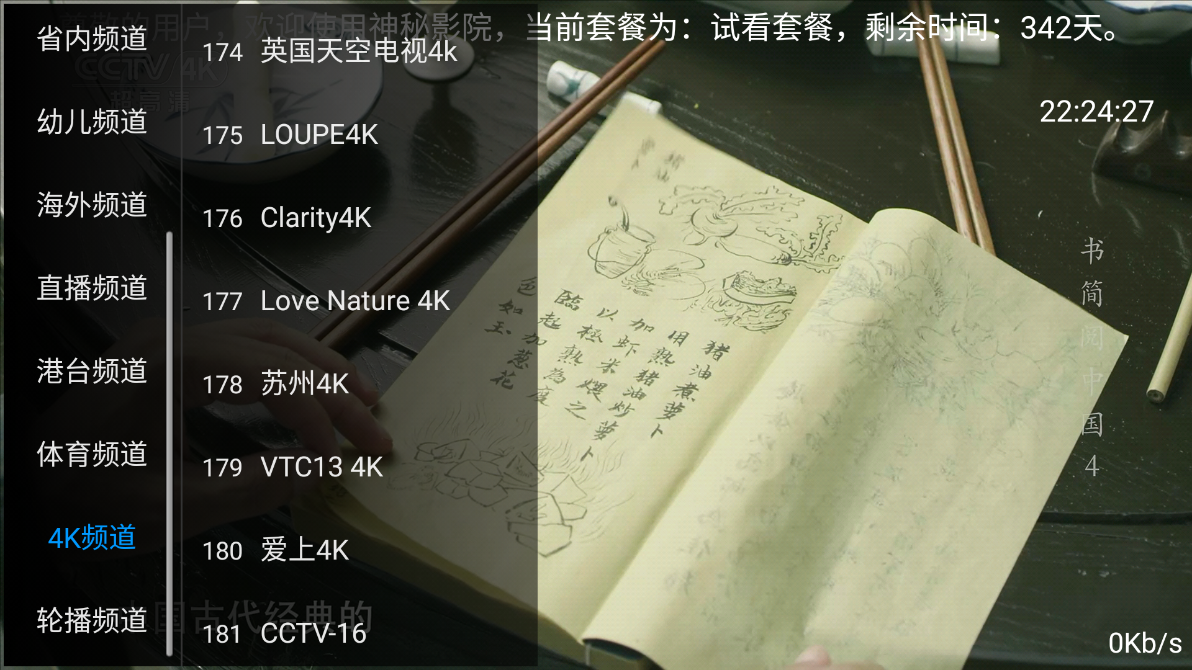 尊敬的用户，欢迎使用神秘影院，当前套餐为：试看套餐，剩余时间：342天。
CCTV 4K
超高清
22:24:27
省内频道
幼儿频道
海外频道
直播频道
港台频道
体育频道
4K频道
轮播频道
174 英国天空电视4k
175 LOUPE4K
176 Clarity4K
177 Love Nature 4K
178 苏州4K
179 VTC13 4K
180 爱上4K
181 CCTV-16
猪油煮萝卜
用熟猪油炒萝卜
加虾米煨之
以极熟為度
臨起加葱花
色如玉
书简阅中国4
国古代经典的
0Kb/s